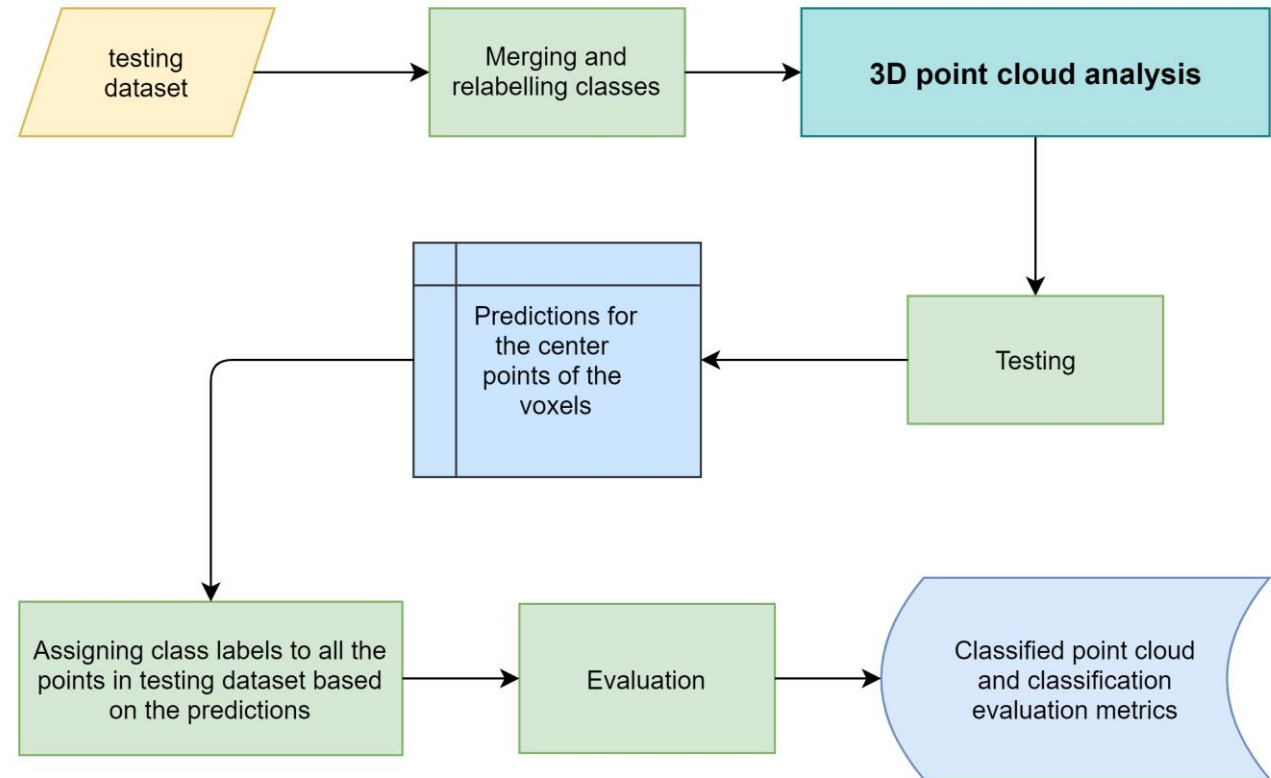 testing
dataset
Merging and
relabelling classes
3D point cloud analysis
Testing
Predictions for
the center
points of the
voxels
Assigning class labels to all the
points in testing dataset based
on the predictions
Evaluation
Classified point cloud
and classification
evaluation metrics